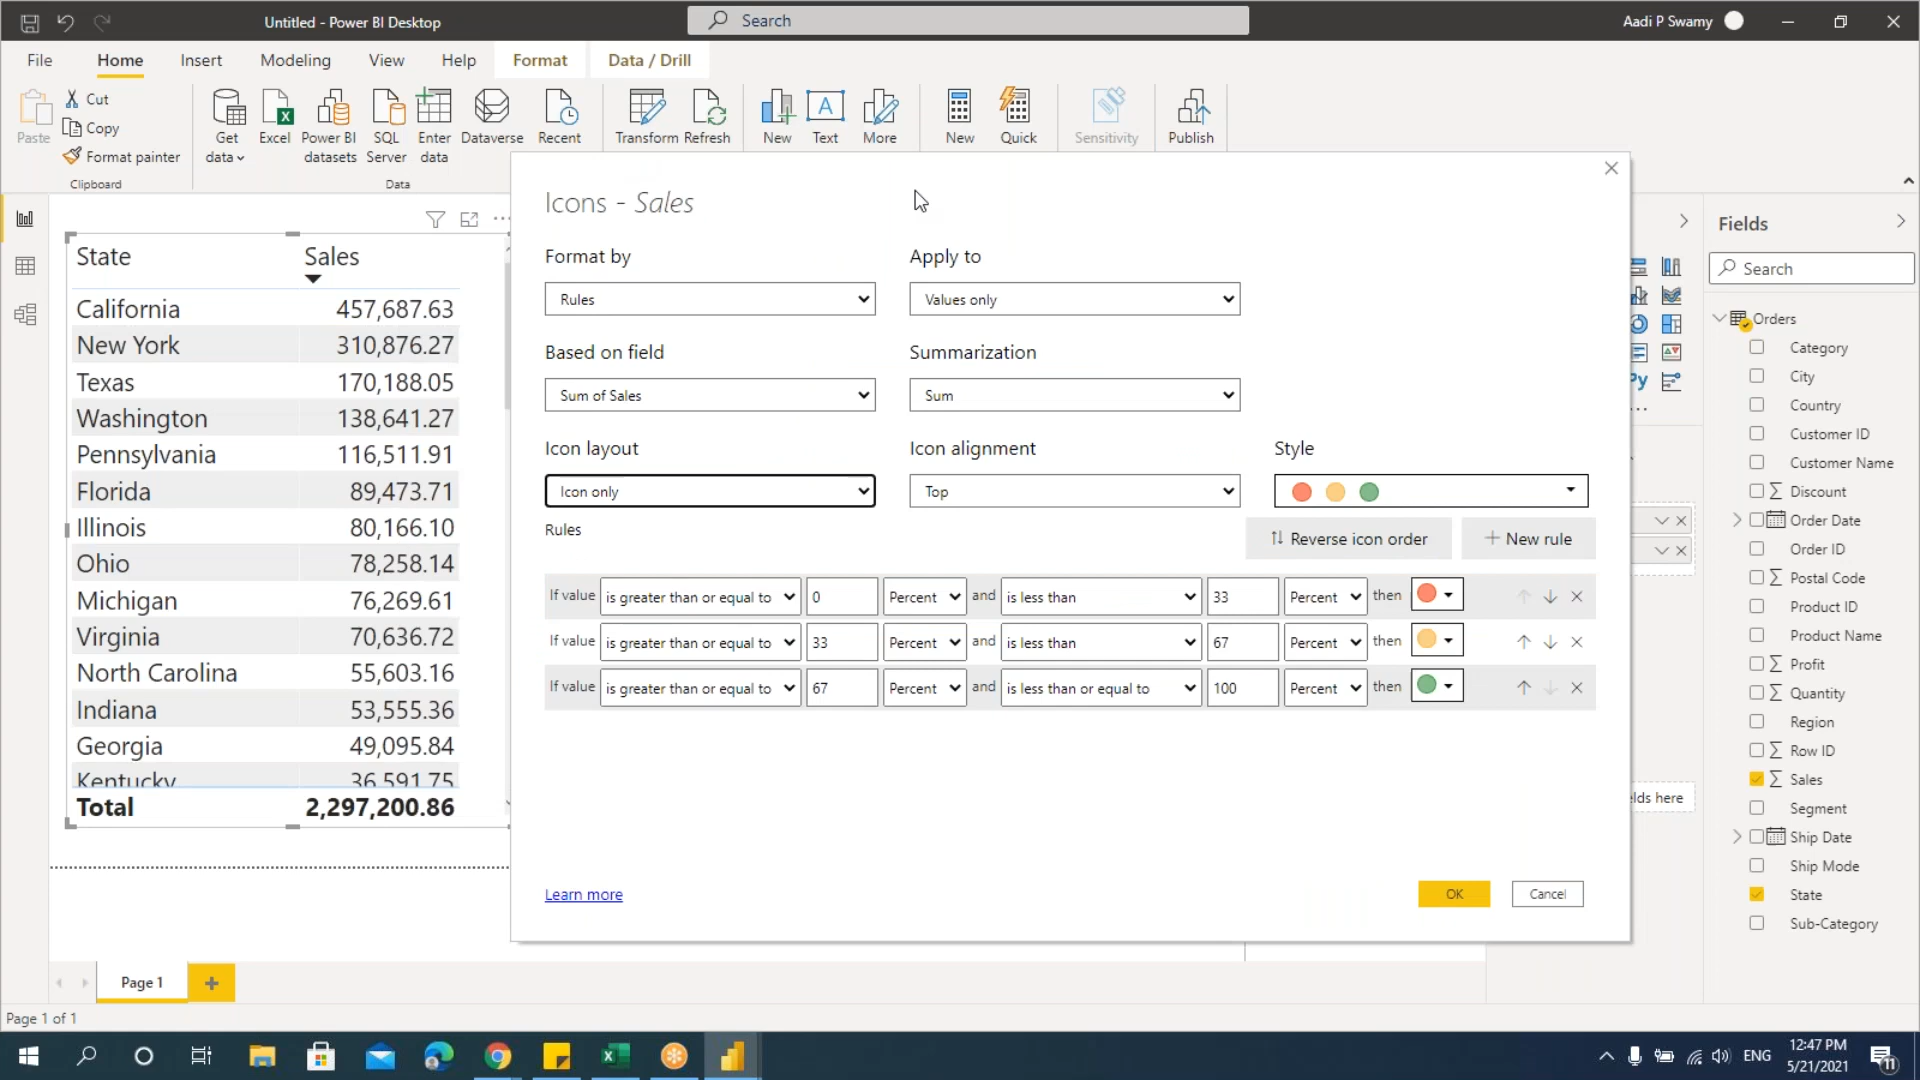 Untitled - Power BI Desktop
Search
Aadi P Swamy
File Home Insert Modeling View Help Format Data / Drill
Paste
Cut
Copy
Format painter
Clipboard
Get data
Excel
Power BI datasets
SQL Server
Enter data
Dataverse
Recent
Data
Transform
Refresh
New
Text
More
New
Quick
Sensitivity
Publish
State Sales
California 457,687.63
New York 310,876.27
Texas 170,188.05
Washington 138,641.27
Pennsylvania 116,511.91
Florida 89,473.71
Illinois 80,166.10
Ohio 78,258.14
Michigan 76,269.61
Virginia 70,636.72
North Carolina 55,603.16
Indiana 53,555.36
Georgia 49,095.84
Kentucky 36,591.75
Total 2,297,200.86
Icons - Sales
Format by
Rules
Apply to
Values only
Based on field
Sum of Sales
Summarization
Sum
Icon layout
Icon only
Icon alignment
Top
Style
Rules
Reverse icon order
New rule
If value is greater than or equal to 0 Percent and is less than 33 Percent then
If value is greater than or equal to 33 Percent and is less than 67 Percent then
If value is greater than or equal to 67 Percent and is less than or equal to 100 Percent then
Learn more
OK
Cancel
Py
elds here
Fields
Search
Orders
Category
City
Country
Customer ID
Customer Name
Discount
Order Date
Order ID
Postal Code
Product ID
Product Name
Profit
Quantity
Region
Row ID
Sales
Segment
Ship Date
Ship Mode
State
Sub-Category
Page 1
Page 1 of 1
ENG
12:47 PM
5/21/2021
11